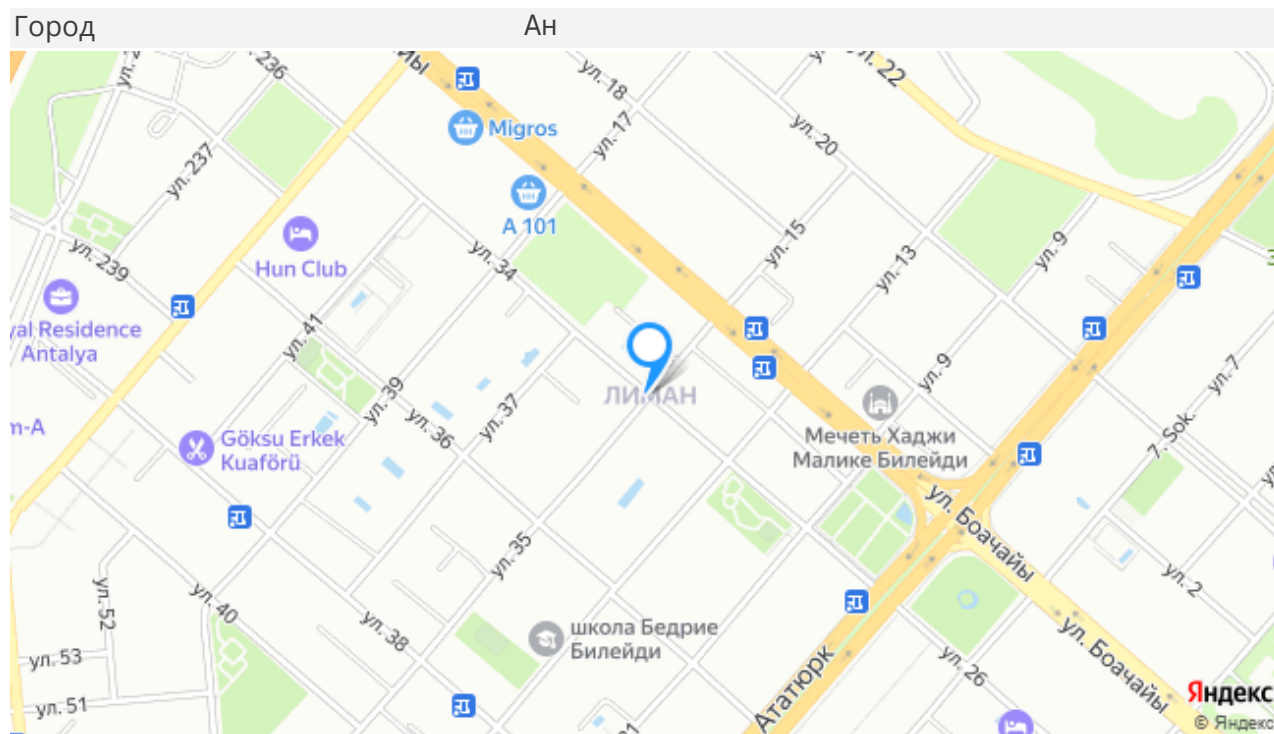 Город Ан
ул. 236
ул. 18
ул. 22
Migros
ул. 17
ул. 20
ул. 237
A 101
ул. 15
ул. 13
ул. 9
ул. 239
Hun Club
ул. 34
yal Residence
Antalya
ул. 41
ул. 39
ЛИМАН
ул. 9
ул. 7
m-A
Göksu Erkek
Kuaförü
ул. 36
ул. 37
Мечеть Хаджи
Малике Билейди
7. Sok.
ул. Боачайы
ул. 35
ул. 52
ул. 40
ул. 38
школа Бедрие
Билейди
ул. 2
ул. 53
ул. 51
Ататюрк
ул. 26
ул. Боачайы
Яндекс
© Яндекс